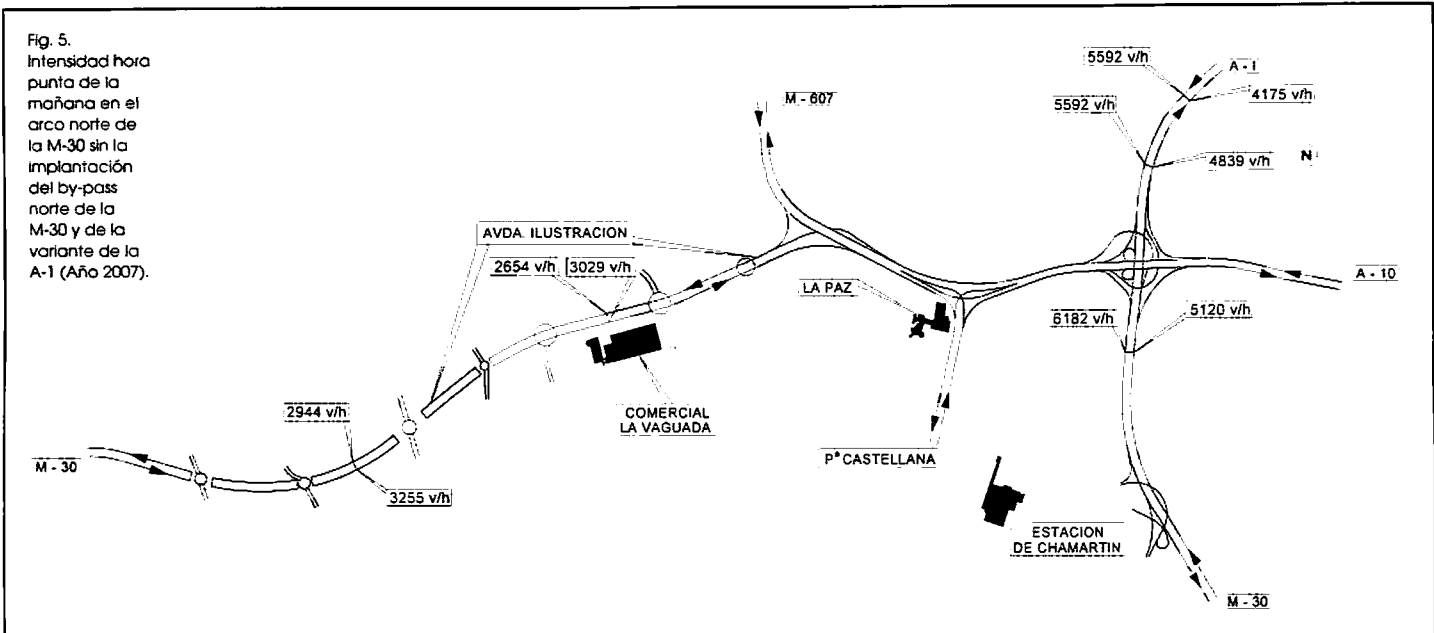 Fig. 5.
Intensidad hora
punta de la
mañana en el
arco norte de
la M-30 sin la
implantación
del by-pass
norte de la
M-30 y de la
variante de la
A-1 (Año 2007).
5592 v/h
A - 1
4175 v/h
M - 607
5592 v/h
4839 v/h
N
AVDA. ILUSTRACION
2654 v/h
3029 v/h
LA PAZ
A - 10
6182 v/h
5120 v/h
COMERCIAL
LA VAGUADA
2944 v/h
Pº CASTELLANA
M - 30
3255 v/h
ESTACION
DE CHAMARTIN
M - 30